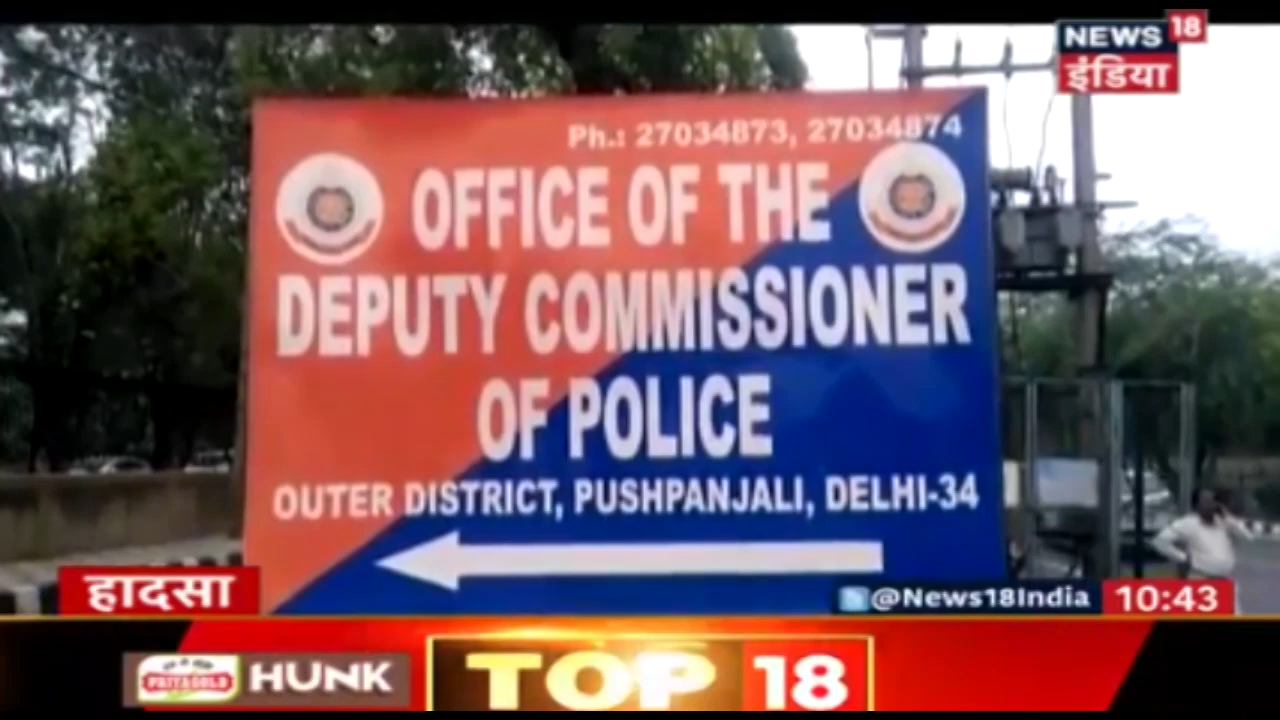 NEWS 18
इंडिया
Ph.: 27034873, 27034874
OFFICE OF THE
DEPUTY COMMISSIONER
OF POLICE
OUTER DISTRICT, PUSHPANJALI, DELHI-34
हादसा
@News18India 10:43
PRIYAGOLD HUNK
TOP 18